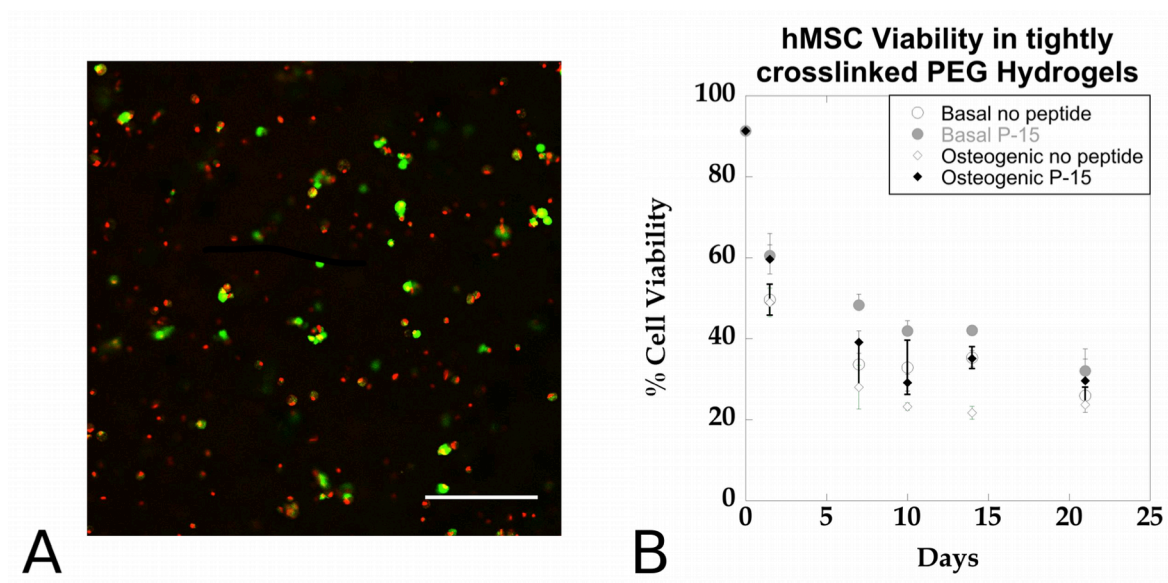 A
hMSC Viability in tightly
crosslinked PEG Hydrogels
Basal no peptide
Basal P-15
Osteogenic no peptide
Osteogenic P-15
% Cell Viability
100
80
60
40
20
0
0 5 10 15 20 25
Days
B